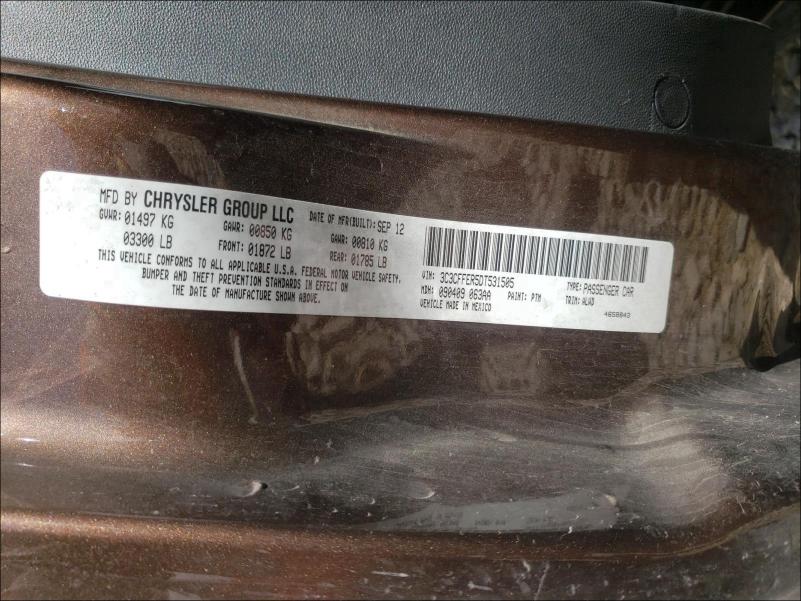 MFD BY CHRYSLER GROUP LLC DATE OF MFR(BUILT): SEP 12
GVWR: 01497 KG GAWR: 00850 KG GAWR: 00810 KG
03300 LB FRONT: 01872 LB REAR: 01785 LB
THIS VEHICLE CONFORMS TO ALL APPLICABLE U.S.A. FEDERAL MOTOR VEHICLE SAFETY,
BUMPER AND THEFT PREVENTION STANDARDS IN EFFECT ON
THE DATE OF MANUFACTURE SHOWN ABOVE.
VIN: 3C3CFFER5DT531505 TYPE: PASSENGER CAR
MDH: 090409 063AA PAINT: PTM TRIM: ALWD
VEHICLE MADE IN MEXICO 4658843